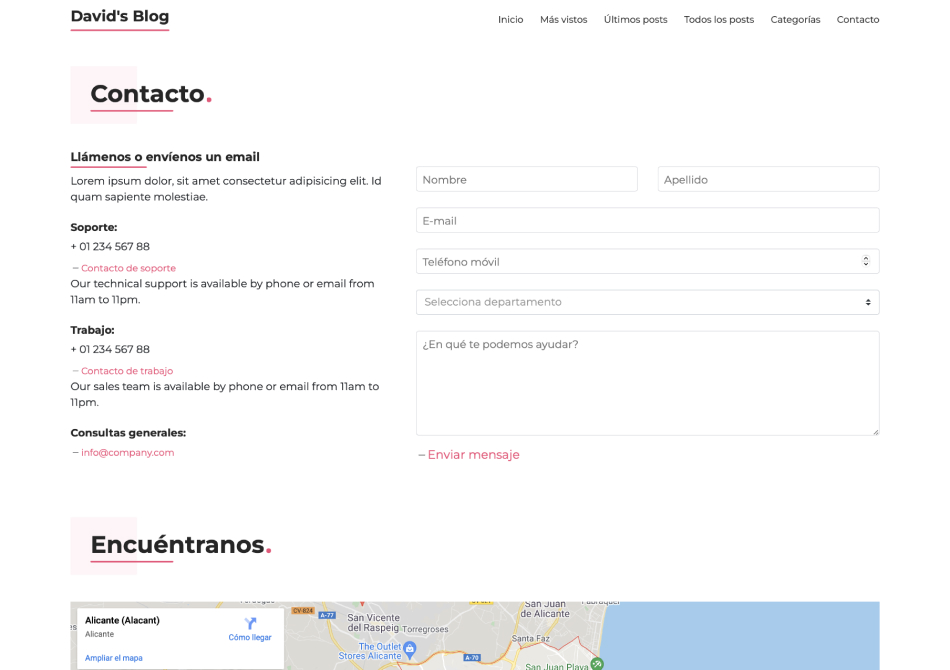 David's Blog
Inicio Más vistos Últimos posts Todos los posts Categorías Contacto
Contacto.
Llámenos o envíenos un email
Lorem ipsum dolor, sit amet consectetur adipisicing elit. Id
quam sapiente molestiae.
Soporte:
+ 01 234 567 88
– Contacto de soporte
Our technical support is available by phone or email from
11am to 11pm.
Trabajo:
+ 01 234 567 88
– Contacto de trabajo
Our sales team is available by phone or email from 11am to
11pm.
Consultas generales:
– info@company.com
Nombre
Apellido
E-mail
Teléfono móvil
Selecciona departamento
¿En qué te podemos ayudar?
– Enviar mensaje
Encuéntranos.
Alicante (Alacant)
Alicante
Cómo llegar
Ampliar el mapa
CV-824
A-77
San Vicente
del Raspeig
Torregroses
San Juan
de Alicante
Santa Faz
The Outlet
Stores Alicante
A-70
San Juan Playa